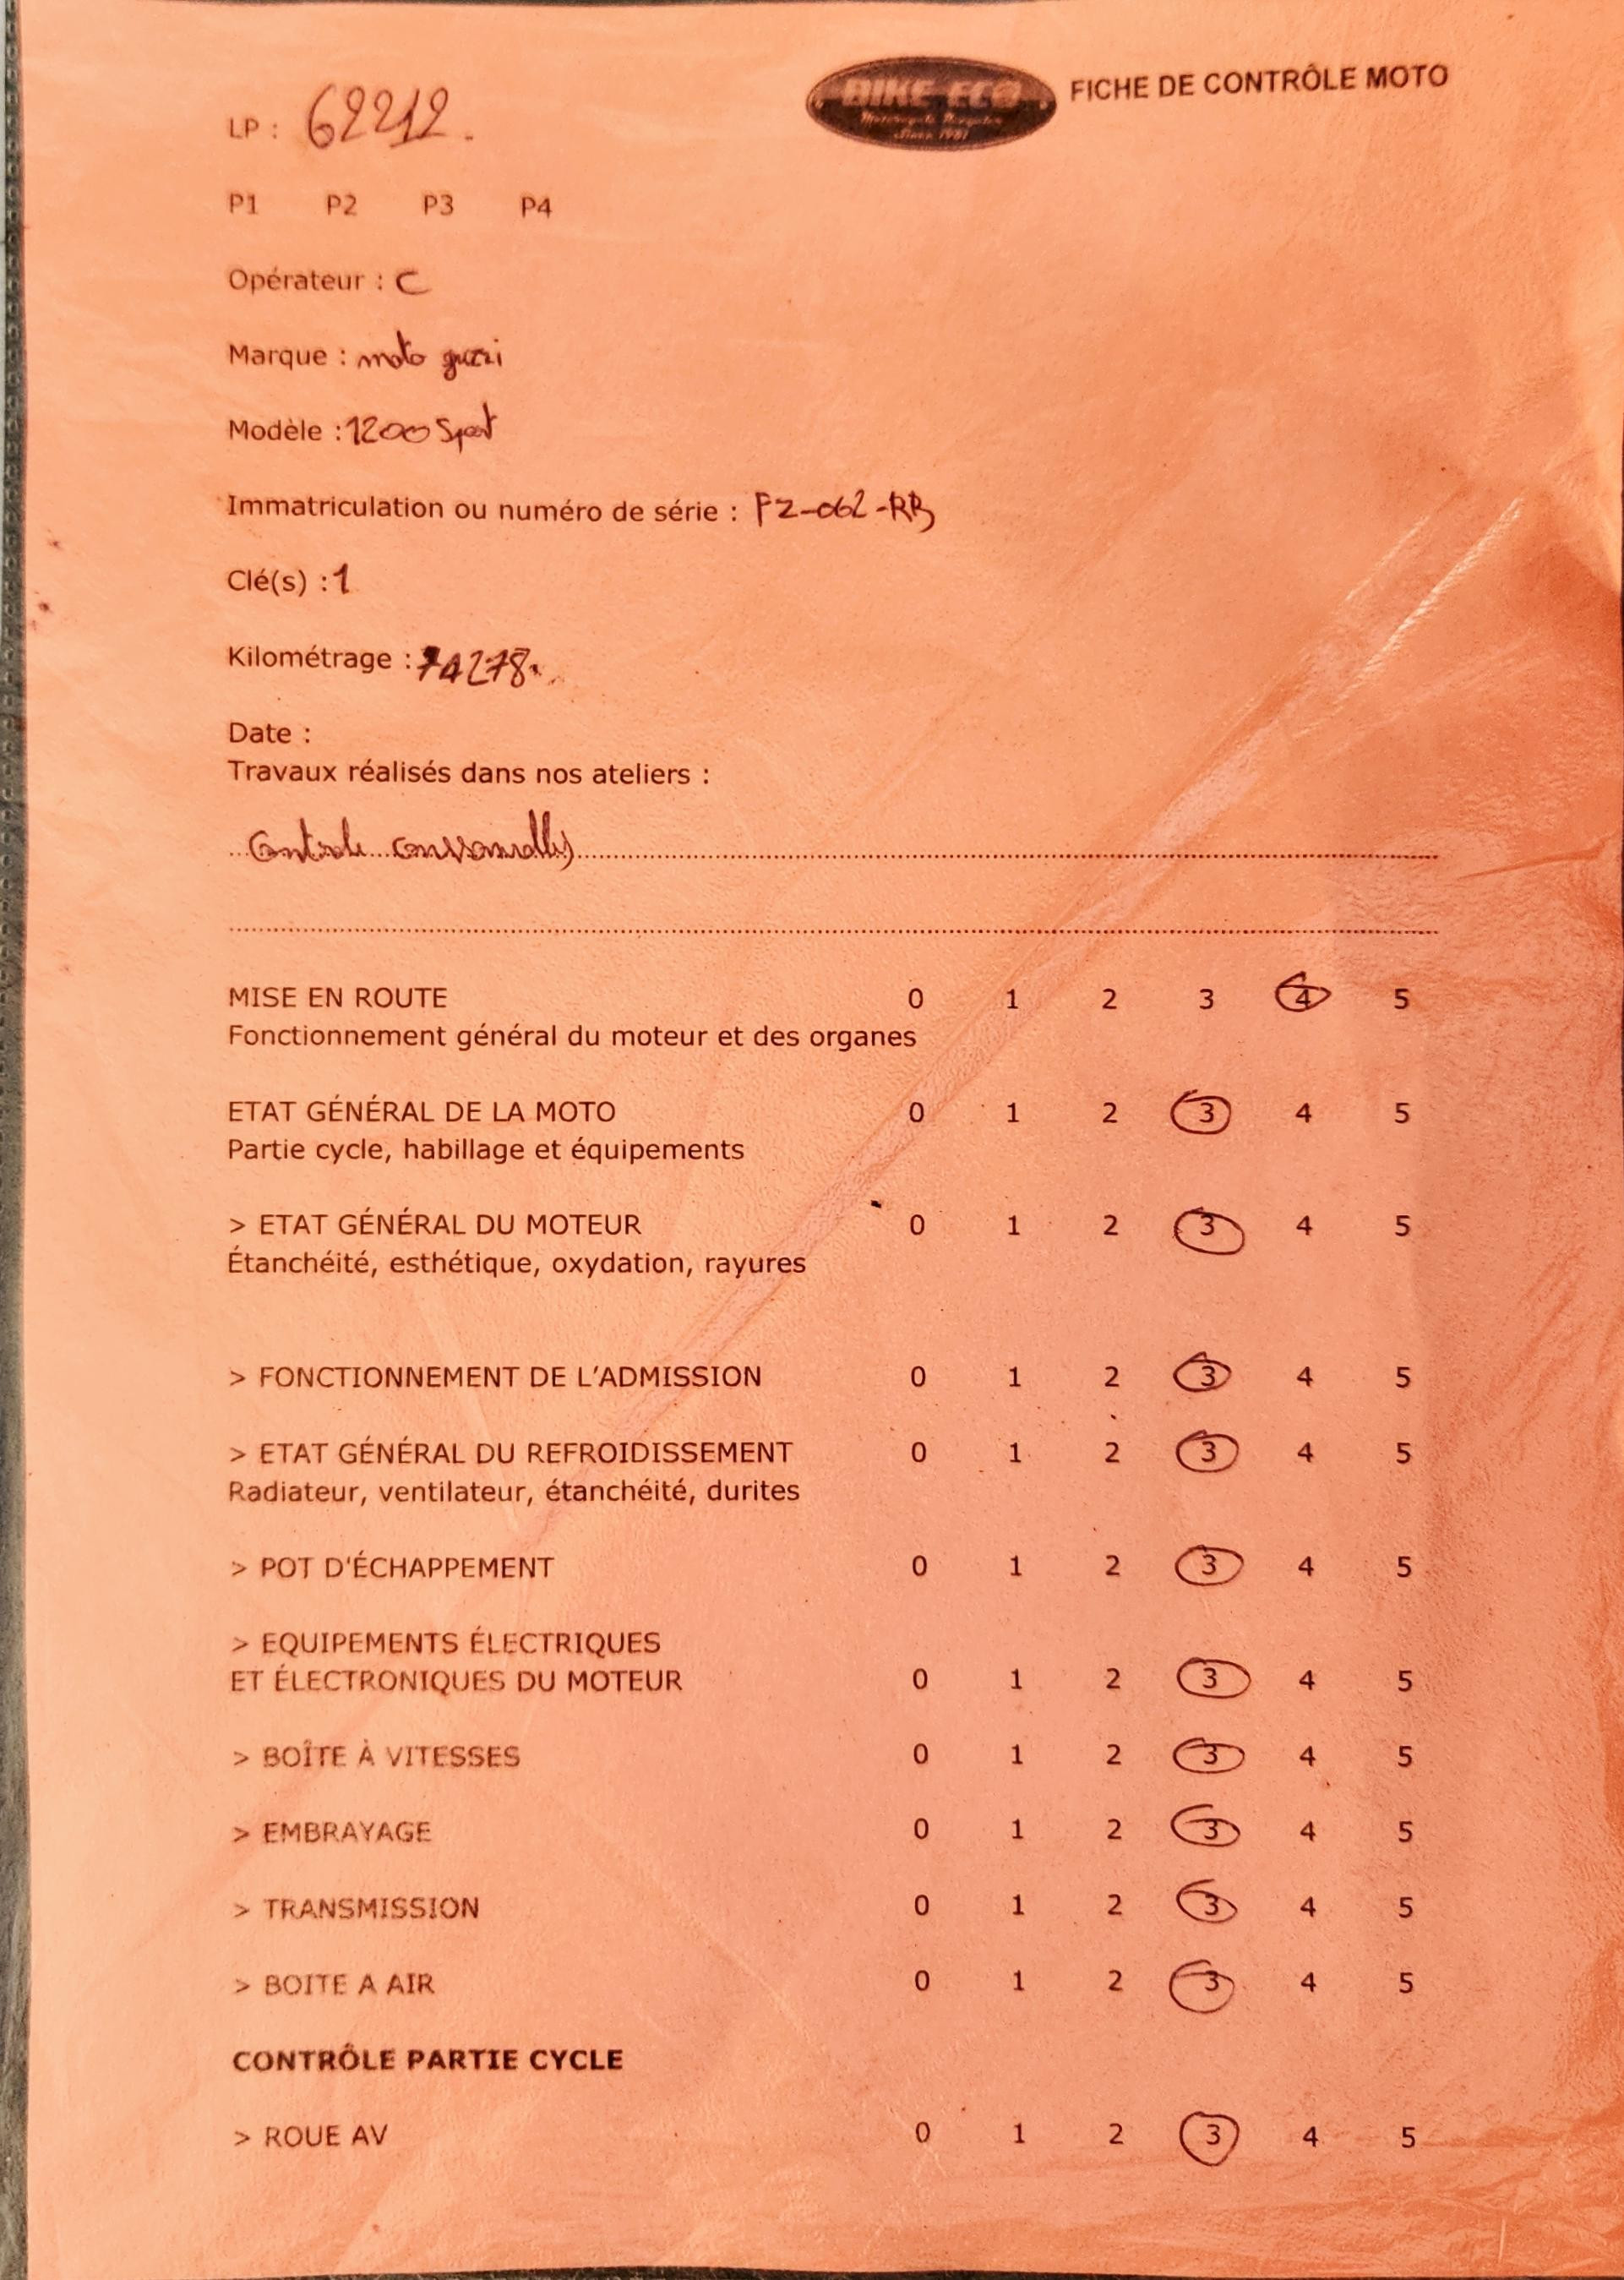 BIKE ECO
Motorcycle Recycler
Since 1981
FICHE DE CONTRÔLE MOTO
LP : 62212.
P1 P2 P3 P4
Opérateur : C
Marque : moto guzzi
Modèle : 1200 Sport
Immatriculation ou numéro de série : FZ-062-RB
Clé(s) : 1
Kilométrage : 74278.
Date :
Travaux réalisés dans nos ateliers :
Controle
MISE EN ROUTE 0 1 2 3 4 5
Fonctionnement général du moteur et des organes
ETAT GÉNÉRAL DE LA MOTO 0 1 2 3 4 5
Partie cycle, habillage et équipements
> ETAT GÉNÉRAL DU MOTEUR 0 1 2 3 4 5
Étanchéité, esthétique, oxydation, rayures
> FONCTIONNEMENT DE L'ADMISSION 0 1 2 3 4 5
> ETAT GÉNÉRAL DU REFROIDISSEMENT 0 1 2 3 4 5
Radiateur, ventilateur, étanchéité, durites
> POT D'ÉCHAPPEMENT 0 1 2 3 4 5
> EQUIPEMENTS ÉLECTRIQUES
ET ÉLECTRONIQUES DU MOTEUR 0 1 2 3 4 5
> BOÎTE À VITESSES 0 1 2 3 4 5
> EMBRAYAGE 0 1 2 3 4 5
> TRANSMISSION 0 1 2 3 4 5
> BOITE A AIR 0 1 2 3 4 5
CONTRÔLE PARTIE CYCLE
> ROUE AV 0 1 2 3 4 5